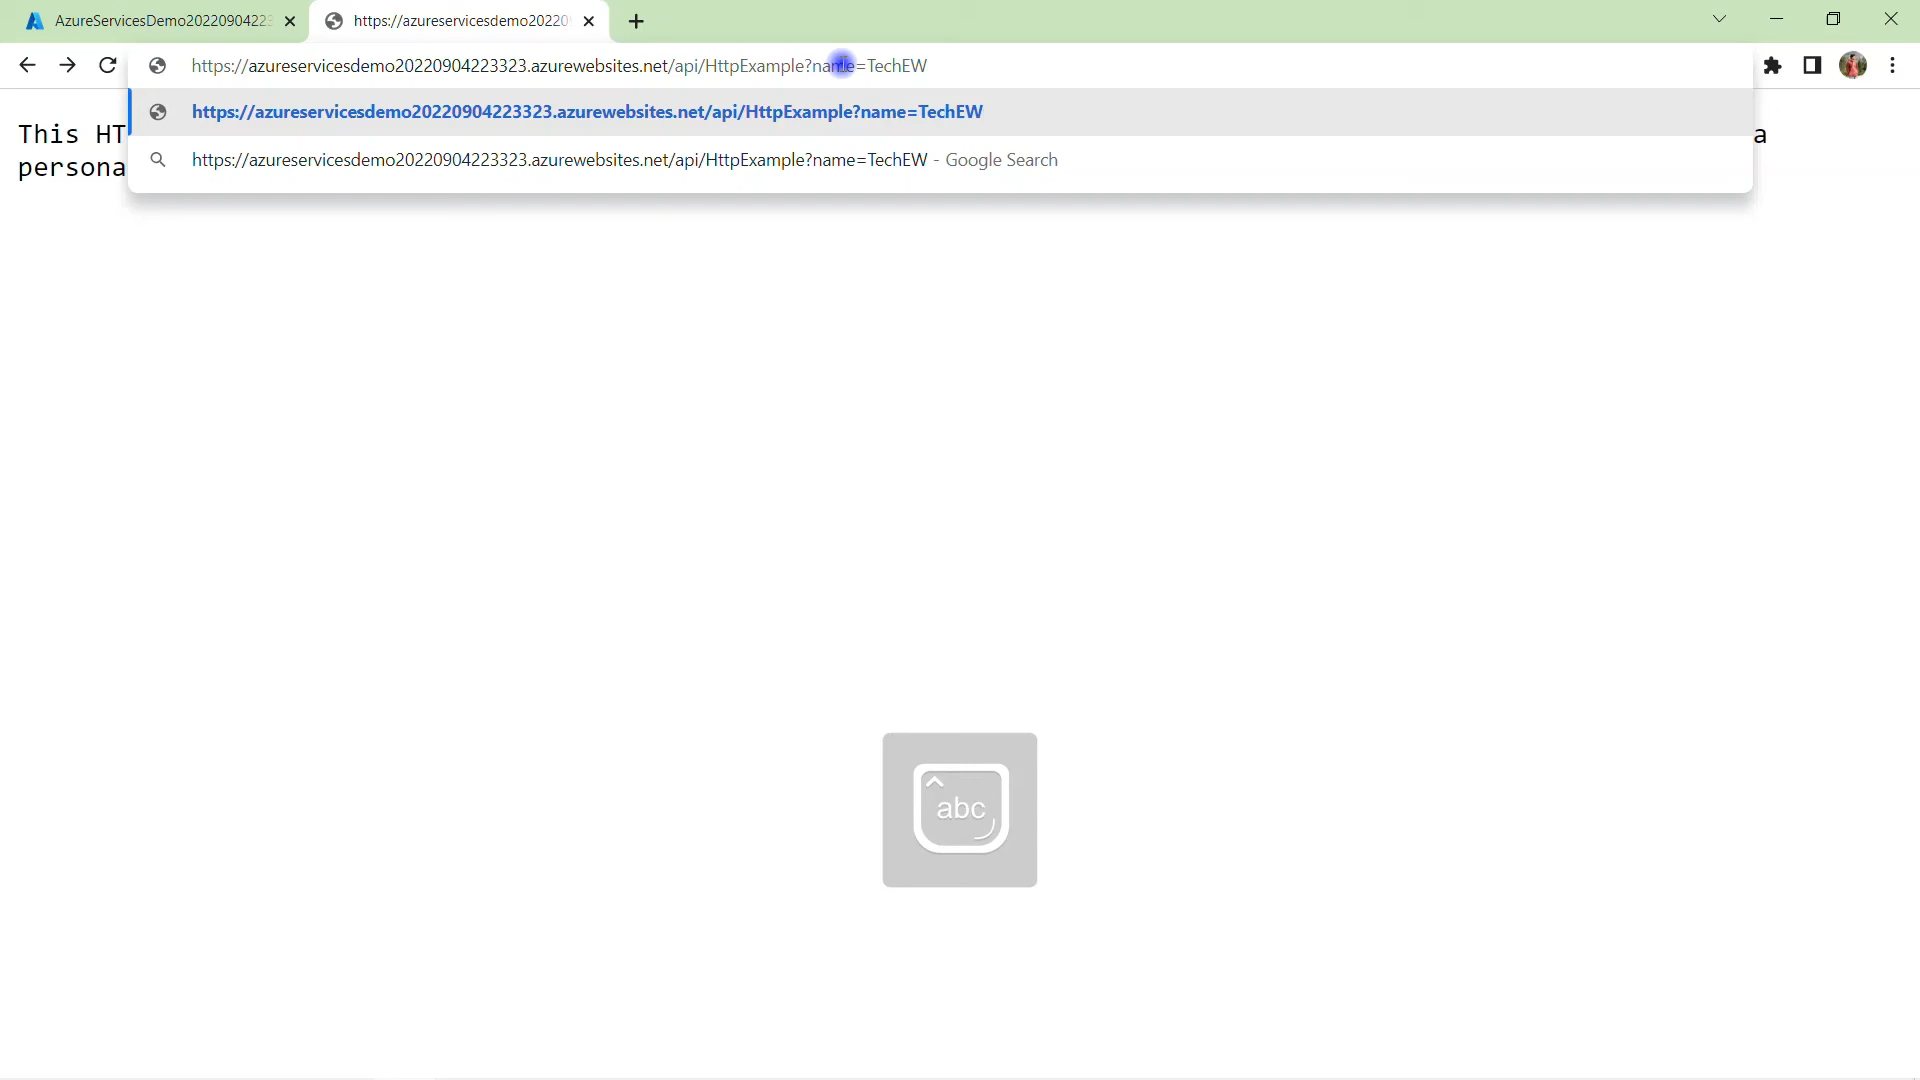 AzureServicesDemo2022090422
https://azureservicesdemo20220
https://azureservicesdemo20220904223323.azurewebsites.net/api/HttpExample?name=TechEW
https://azureservicesdemo20220904223323.azurewebsites.net/api/HttpExample?name=TechEW
This HT a
https://azureservicesdemo20220904223323.azurewebsites.net/api/HttpExample?name=TechEW - Google Search
persona
abc